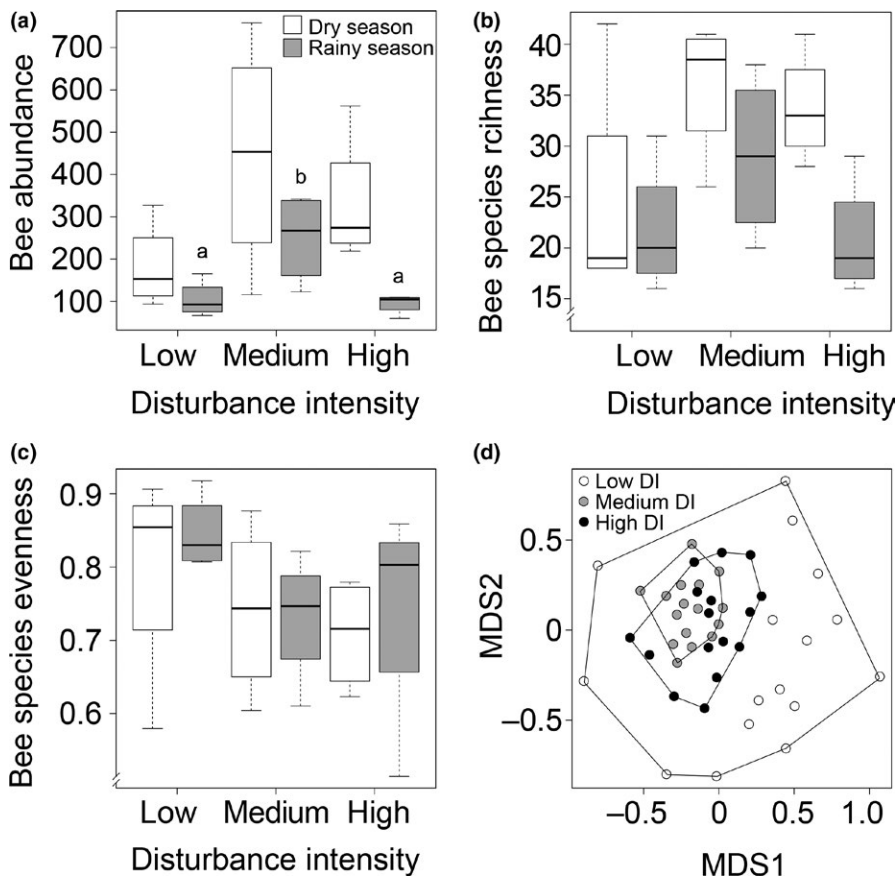 (a)
Bee abundance
700
600
500
400
300
200
100
Dry season
Rainy season
a
b
a
Low Medium High
Disturbance intensity
(b)
Bee species rcihness
40
35
30
25
20
15
Low Medium High
Disturbance intensity
(c)
Bee species evenness
0.9
0.8
0.7
0.6
Low Medium High
Disturbance intensity
(d)
MDS2
0.5
0
−0.5
Low DI
Medium DI
High DI
−0.5 0 0.5 1.0
MDS1